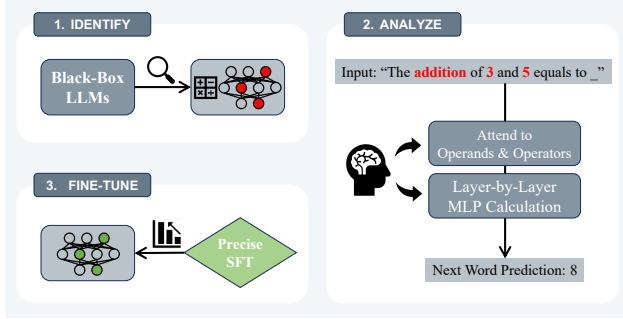 1. IDENTIFY
Black-Box
LLMs
2. ANALYZE
Input: “The addition of 3 and 5 equals to _”
Attend to
Operands & Operators
Layer-by-Layer
MLP Calculation
Next Word Prediction: 8
3. FINE-TUNE
Precise
SFT